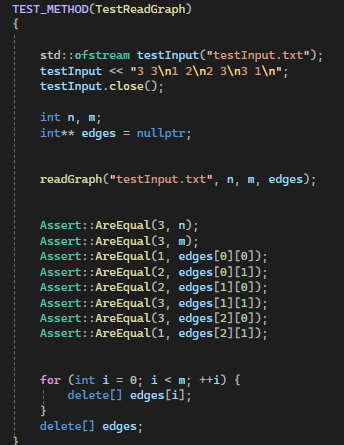 TEST_METHOD(TestReadGraph)
{
std::ofstream testInput("testInput.txt");
testInput << "3 3\n1 2\n2 3\n3 1\n";
testInput.close();
int n, m;
int** edges = nullptr;
readGraph("testInput.txt", n, m, edges);
Assert::AreEqual(3, n);
Assert::AreEqual(3, m);
Assert::AreEqual(1, edges[0][0]);
Assert::AreEqual(2, edges[0][1]);
Assert::AreEqual(2, edges[1][0]);
Assert::AreEqual(3, edges[1][1]);
Assert::AreEqual(3, edges[2][0]);
Assert::AreEqual(1, edges[2][1]);
for (int i = 0; i < m; ++i) {
delete[] edges[i];
}
delete[] edges;
}